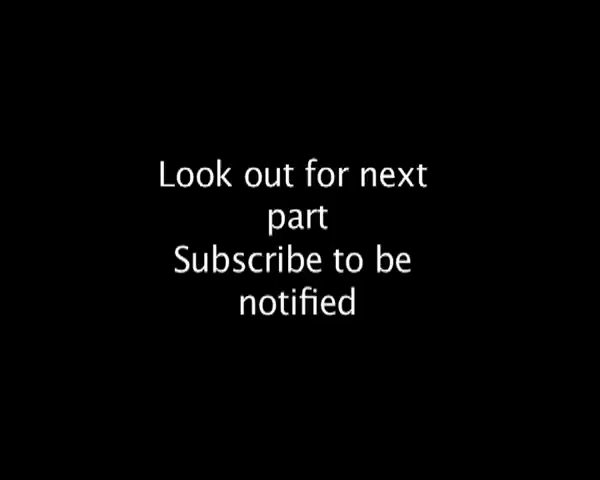 Look out for next
part
Subscribe to be
notified